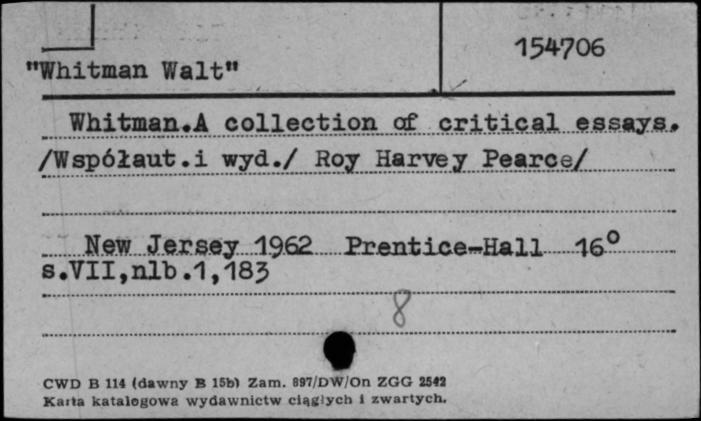 154706
"Whitman Walt"
Whitman.A collection of critical essays.
/Współaut.i wyd./ Roy Harvey Pearce/
New Jersey 1962 Prentice-Hall 16°
s.VII,nlb.1,183
8
CWD B 114 (dawny B 15b) Zam. 897/DW/On ZGG 2542
Karta katalogowa wydawnictw ciągłych i zwartych.